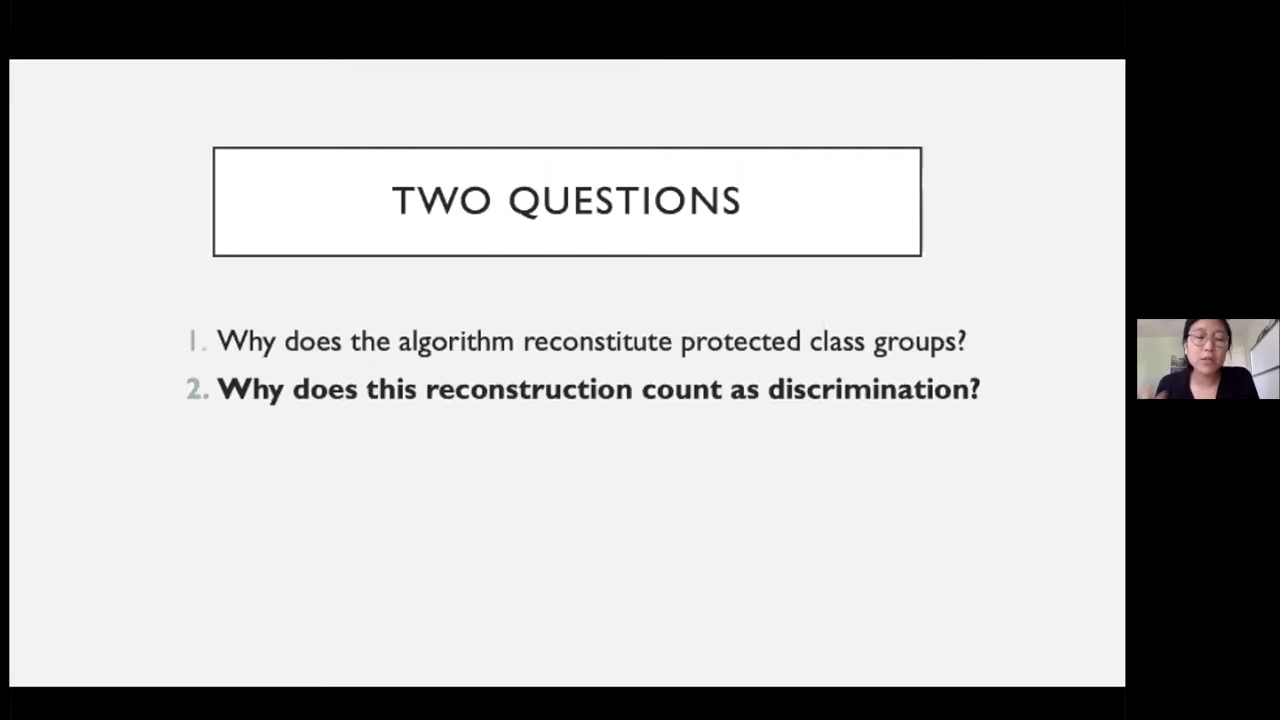 TWO QUESTIONS
1. Why does the algorithm reconstitute protected class groups?
2. Why does this reconstruction count as discrimination?